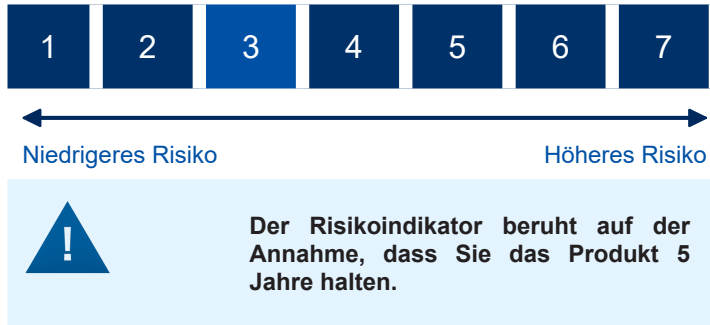 1 2 3 4 5 6 7
Niedrigeres Risiko Höheres Risiko
!
Der Risikoindikator beruht auf der
Annahme, dass Sie das Produkt 5
Jahre halten.